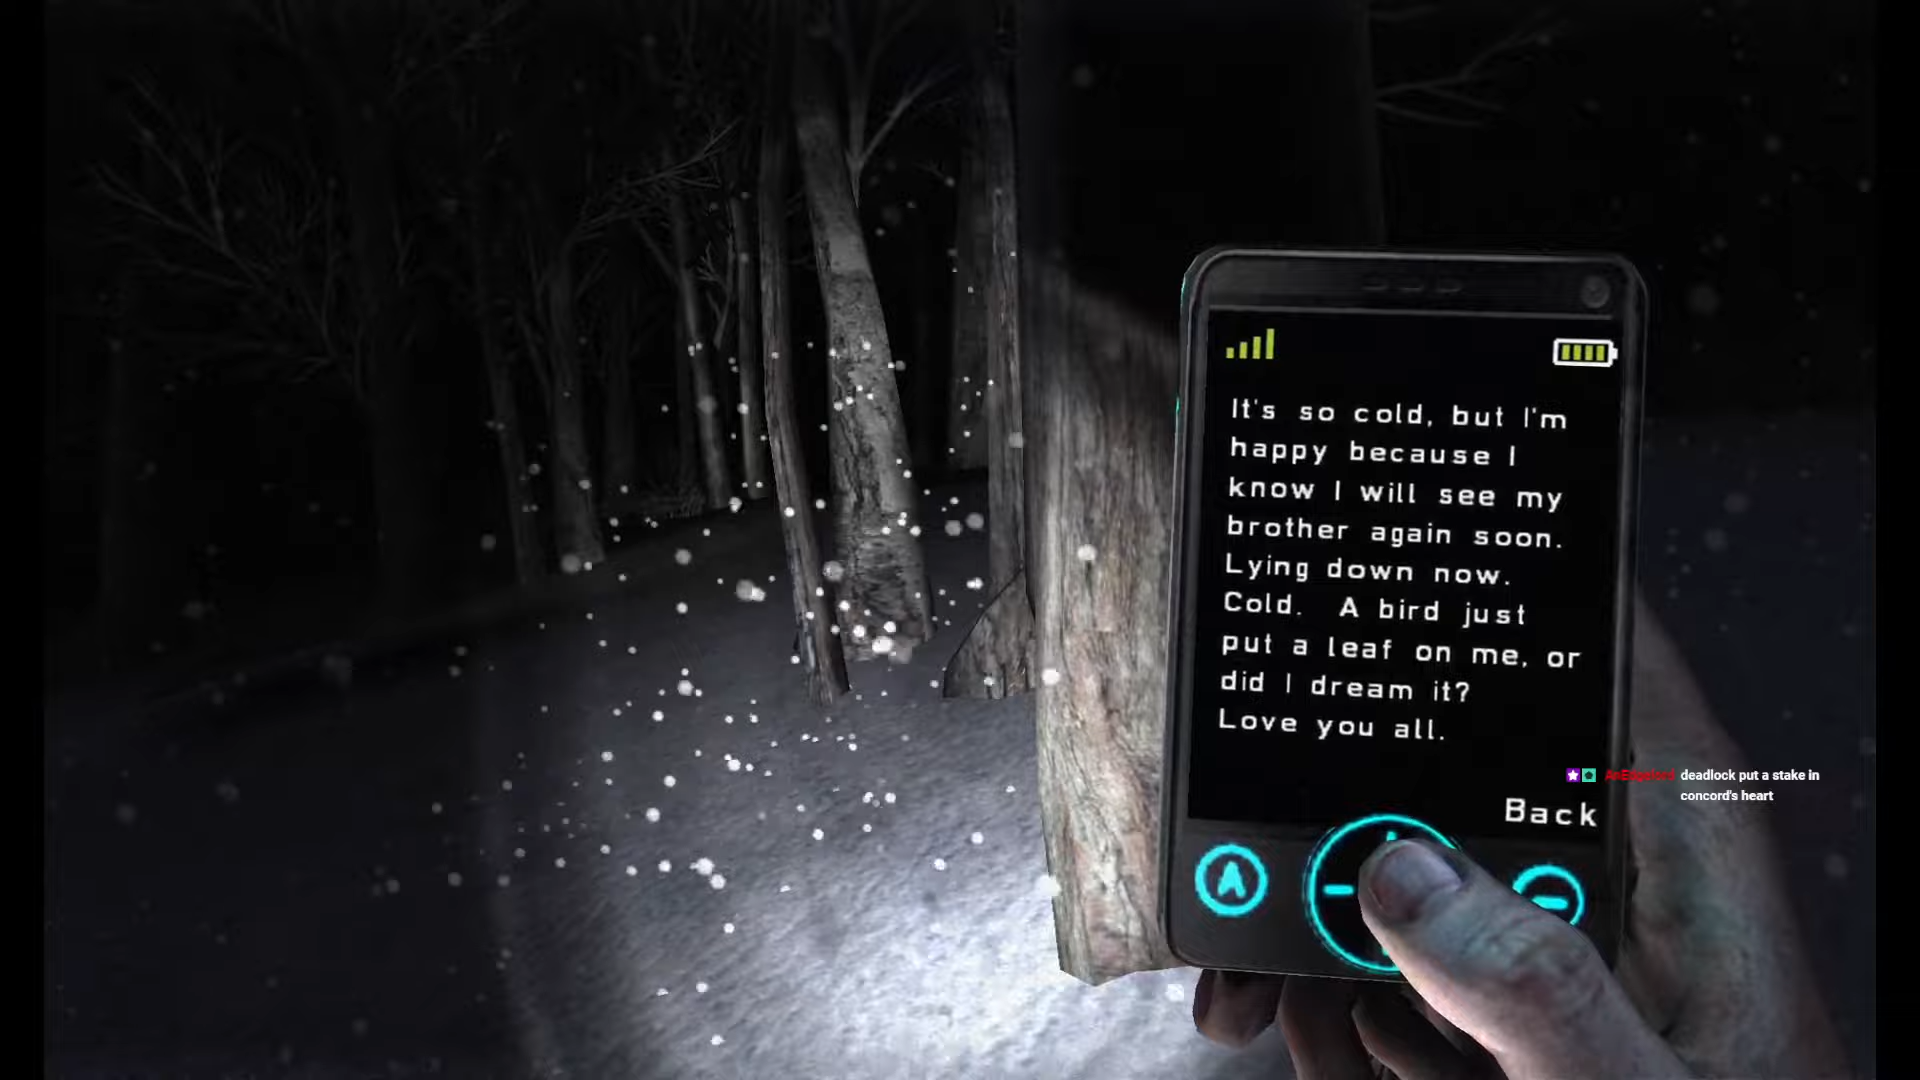 It's so cold, but I'm
happy because I
know I will see my
brother again soon.
Lying down now.
Cold. A bird just
put a leaf on me, or
did I dream it?
Love you all.
deadlock put a stake in
concord's heart
Back
A